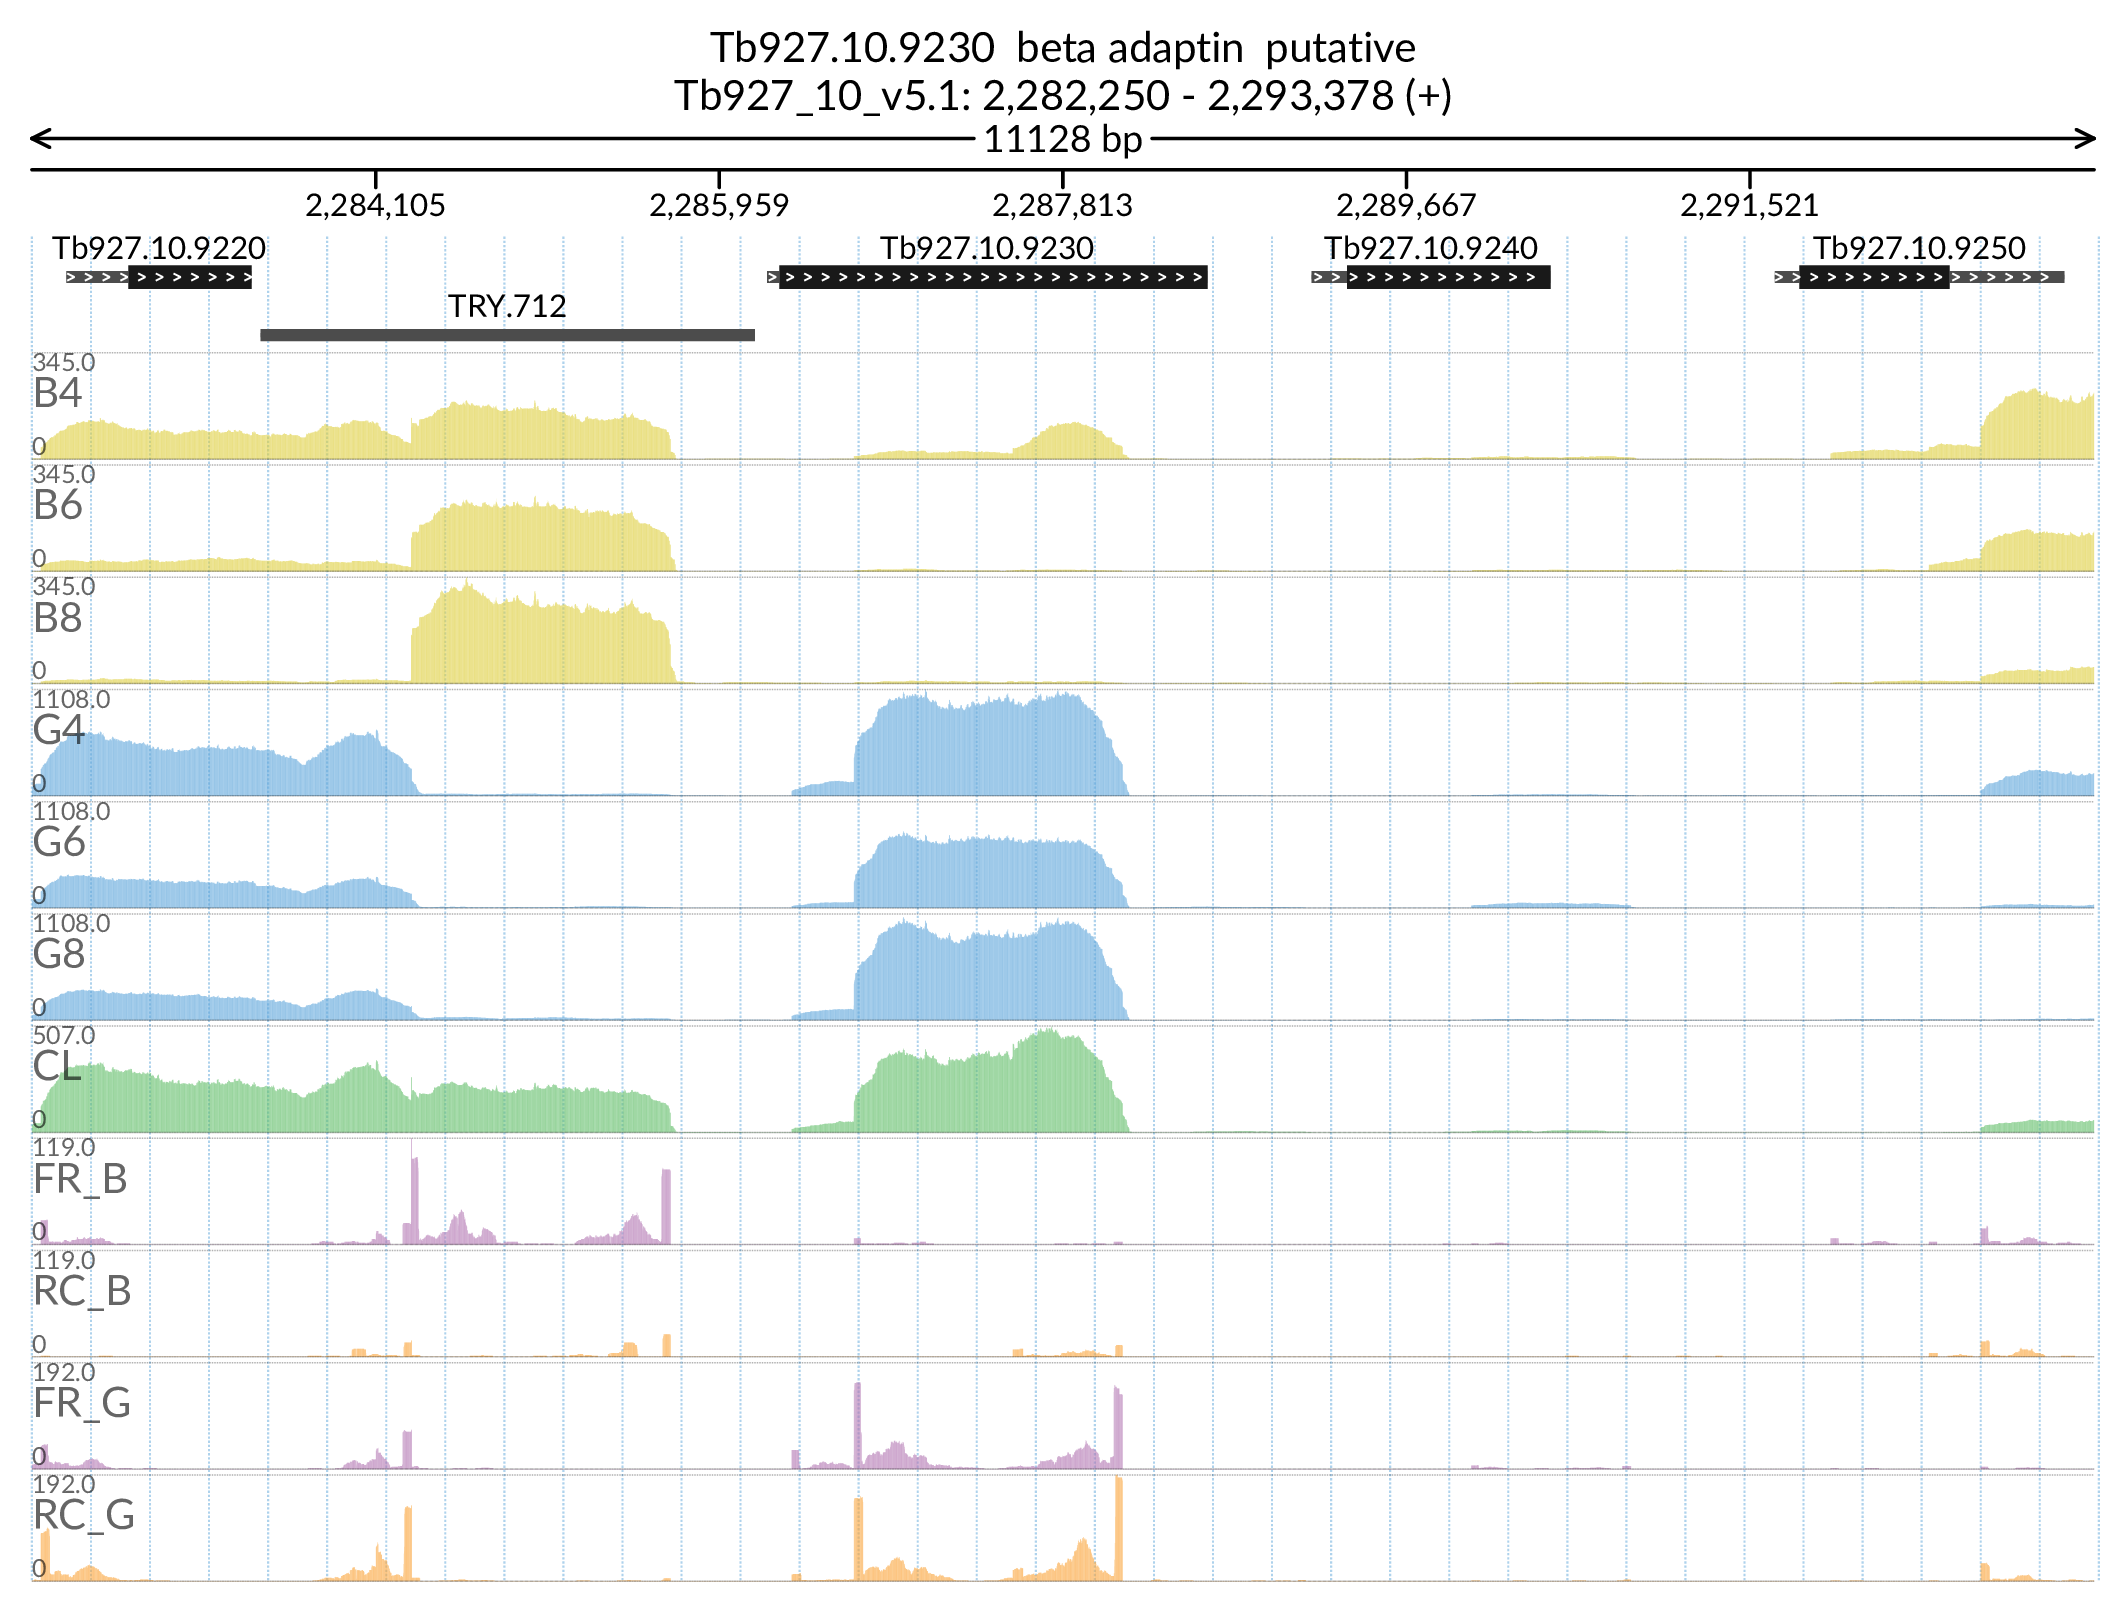 Tb927.10.9230  beta adaptin  putative
Tb927_10_v5.1: 2,282,250 - 2,293,378 (+)
11128 bp
2,284,105 2,285,959 2,287,813 2,289,667 2,291,521
Tb927.10.9220 Tb927.10.9230 Tb927.10.9240 Tb927.10.9250
TRY.712
345.0
B4
0
345.0
B6
0
345.0
B8
0
1108.0
G4
0
1108.0
G6
0
1108.0
G8
0
507.0
CL
0
119.0
FR_B
0
119.0
RC_B
0
192.0
FR_G
0
192.0
RC_G
0